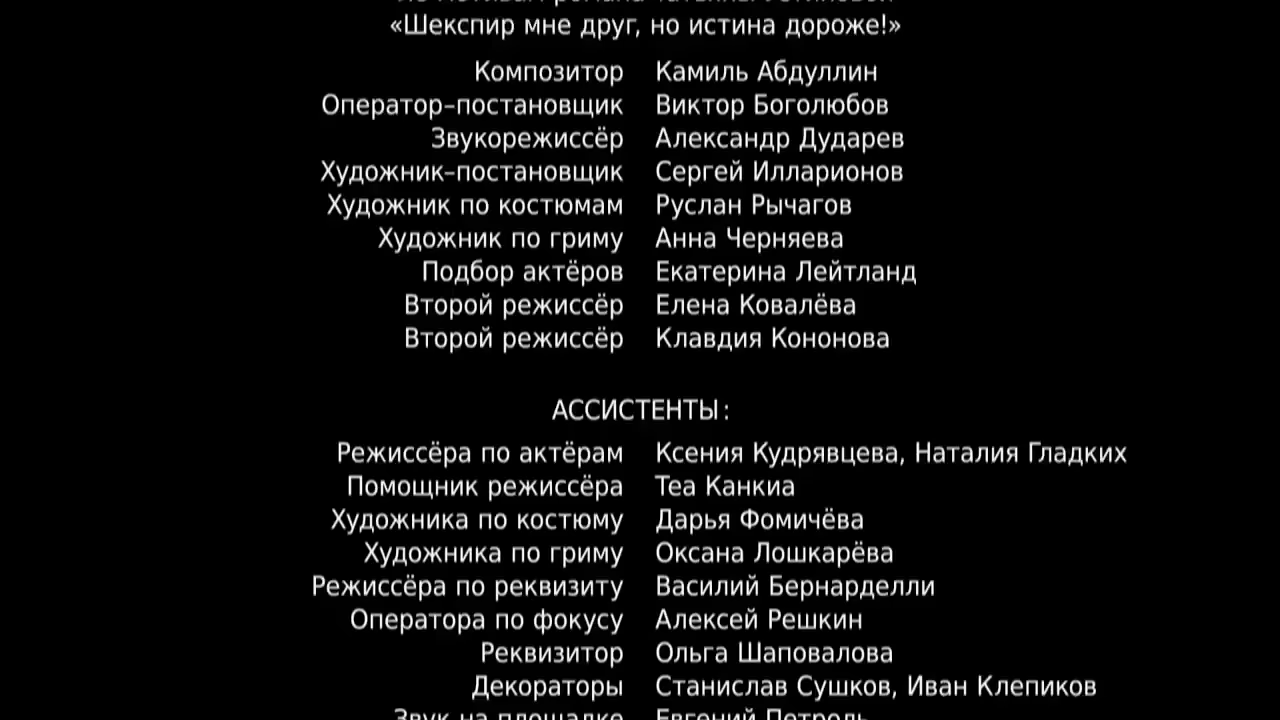 «Шекспир мне друг, но истина дороже!»
Композитор Камиль Абдуллин
Оператор-постановщик Виктор Боголюбов
Звукорежиссёр Александр Дударев
Художник-постановщик Сергей Илларионов
Художник по костюмам Руслан Рычагов
Художник по гриму Анна Черняева
Подбор актёров Екатерина Лейтланд
Второй режиссёр Елена Ковалёва
Второй режиссёр Клавдия Кононова
АССИСТЕНТЫ:
Режиссёра по актёрам Ксения Кудрявцева, Наталия Гладких
Помощник режиссёра Теа Канкиа
Художника по костюму Дарья Фомичёва
Художника по гриму Оксана Лошкарёва
Режиссёра по реквизиту Василий Бернарделли
Оператора по фокусу Алексей Решкин
Реквизитор Ольга Шаповалова
Декораторы Станислав Сушков, Иван Клепиков
Звук на площадке Евгений